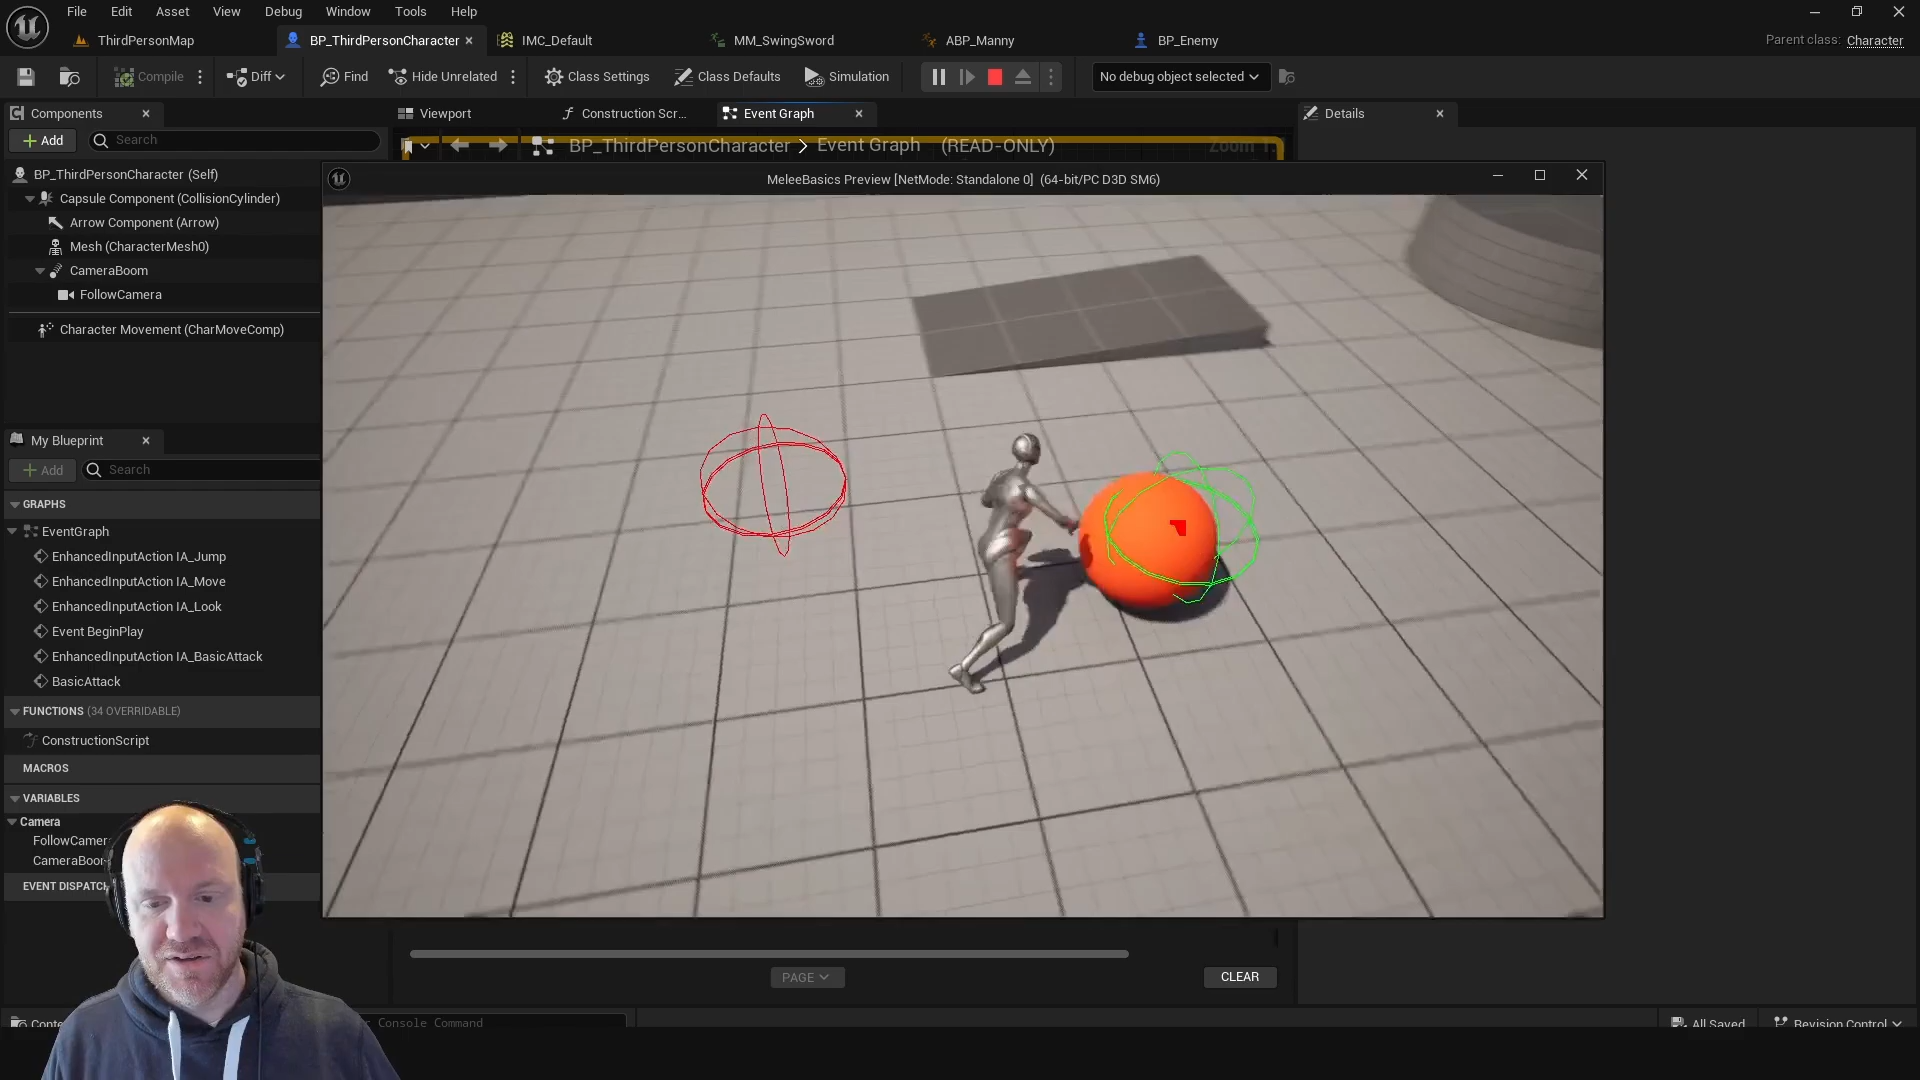 File Edit Asset View Debug Window Tools Help
ThirdPersonMap BP_ThirdPersonCharacter IMC_Default MM_SwingSword ABP_Manny BP_Enemy Parent class: Character
Compile Diff Find Hide Unrelated Class Settings Class Defaults Simulation No debug object selected
Components Viewport Construction Scr... Event Graph Details
Add Search
BP_ThirdPersonCharacter > Event Graph (READ-ONLY)
BP_ThirdPersonCharacter (Self)
MeleeBasics Preview [NetMode: Standalone 0] (64-bit/PC D3D SM6)
Capsule Component (CollisionCylinder)
Arrow Component (Arrow)
Mesh (CharacterMesh0)
CameraBoom
FollowCamera
Character Movement (CharMoveComp)
My Blueprint
Add Search
GRAPHS
EventGraph
EnhancedInputAction IA_Jump
EnhancedInputAction IA_Move
EnhancedInputAction IA_Look
Event BeginPlay
EnhancedInputAction IA_BasicAttack
BasicAttack
FUNCTIONS (34 OVERRIDABLE)
ConstructionScript
MACROS
VARIABLES
Camera
FollowCamer
CameraBoo
EVENT DISPATCH
PAGE CLEAR
Conte r Console Command All Saved Revision Control